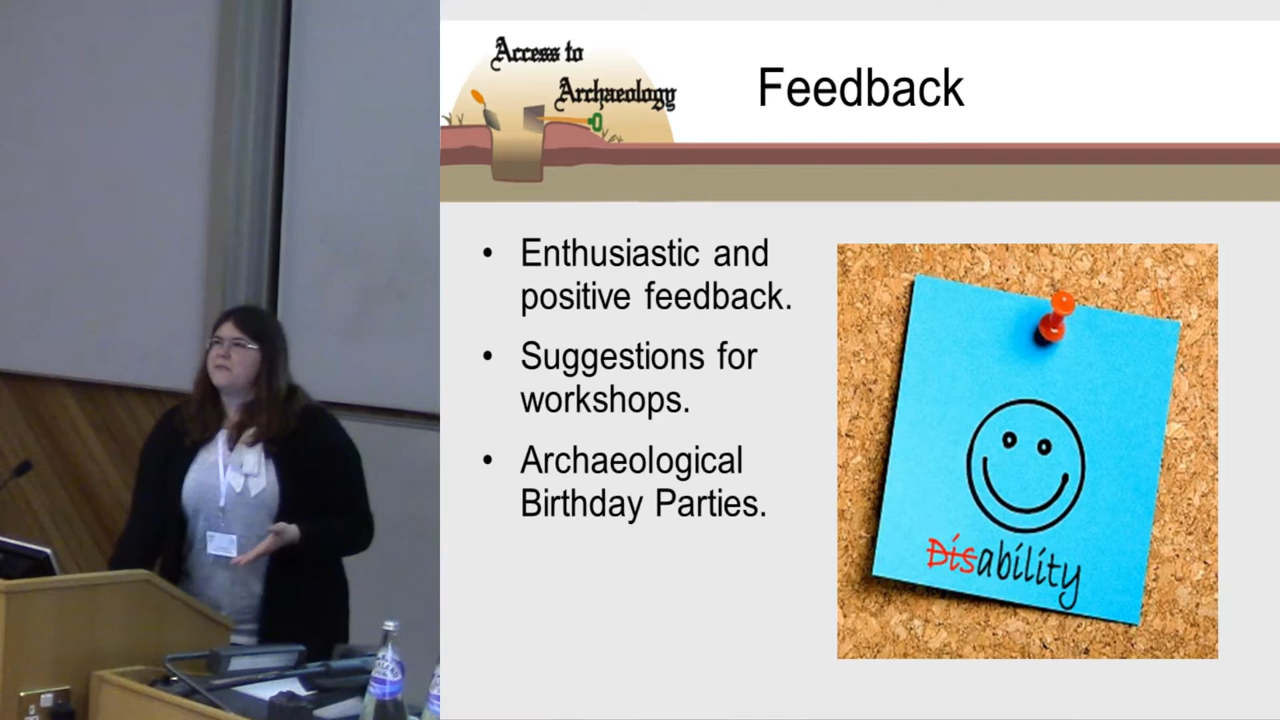 Access to
Archaeology
Feedback
• Enthusiastic and
positive feedback.
• Suggestions for
workshops.
• Archaeological
Birthday Parties.
Disability